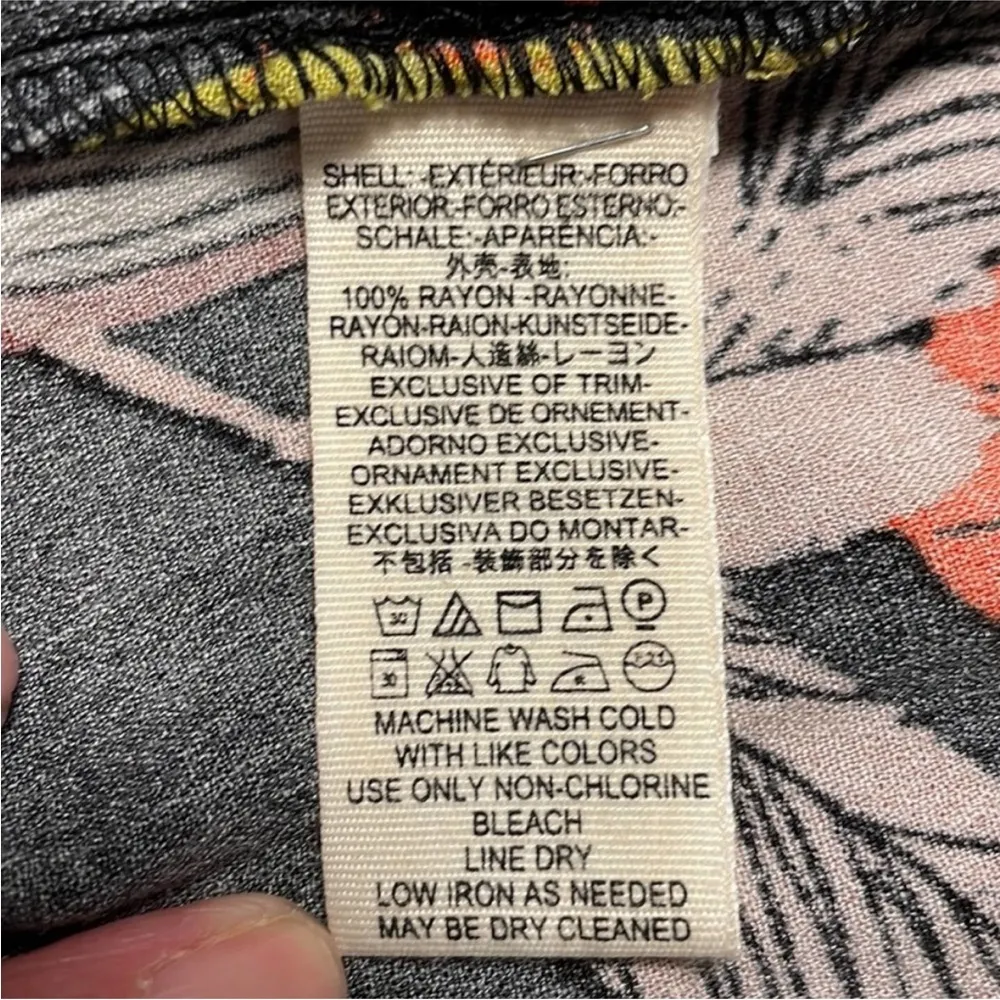 SHELL:-EXTÉRIEUR:-FORRO
EXTERIOR-FORRO ESTERNO:-
SCHALE:-APARÊNCIA:-
外壳-表地:
100% RAYON -RAYONNE-
RAYÓN-RAION-KUNSTSEIDE-
RAIOM-人造絲-レーヨン
EXCLUSIVE OF TRIM-
EXCLUSIVE DE ORNEMENT-
ADORNO EXCLUSIVE-
ORNAMENT EXCLUSIVE-
EXKLUSIVER BESETZEN-
EXCLUSIVA DO MONTAR-
不包括 -装飾部分を除く
30 P
30
MACHINE WASH COLD
WITH LIKE COLORS
USE ONLY NON-CHLORINE
BLEACH
LINE DRY
LOW IRON AS NEEDED
MAY BE DRY CLEANED